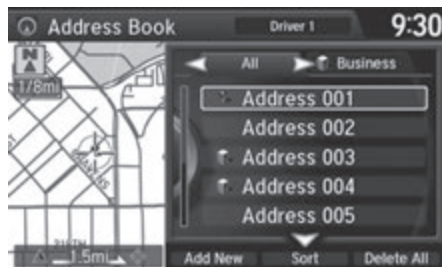 Address Book Driver 1 9:30
N
1/8mi
All Business
Address 001
Address 002
Address 003
Address 004
Address 005
1.5mi
Add New Sort Delete All